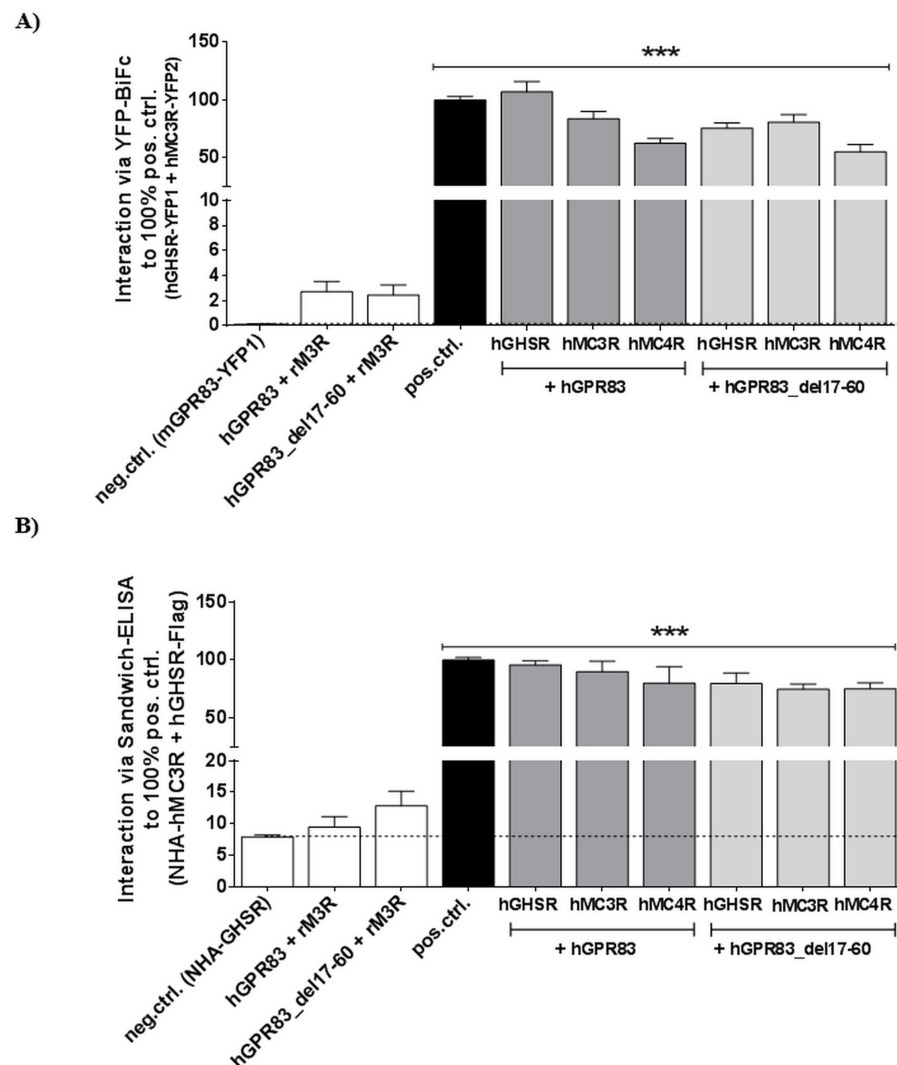 A)
Interaction via YFP-BiFc
to 100% pos. ctrl.
(hGHSR-YFP1 + hMC3R-YFP2)
150
100
50
10
8
6
4
2
0
***
neg.ctrl. (mGPR83-YFP1)
hGPR83 + rM3R
hGPR83_del17-60 + rM3R
pos.ctrl.
hGHSR hMC3R hMC4R hGHSR hMC3R hMC4R
+ hGPR83 + hGPR83_del17-60
B)
Interaction via Sandwich-ELISA
to 100% pos. ctrl.
(NHA-hMC3R + hGHSR-Flag)
150
100
50
20
15
10
5
0
***
neg.ctrl. (NHA-GHSR)
hGPR83 + rM3R
hGPR83_del17-60 + rM3R
pos.ctrl.
hGHSR hMC3R hMC4R hGHSR hMC3R hMC4R
+ hGPR83 + hGPR83_del17-60